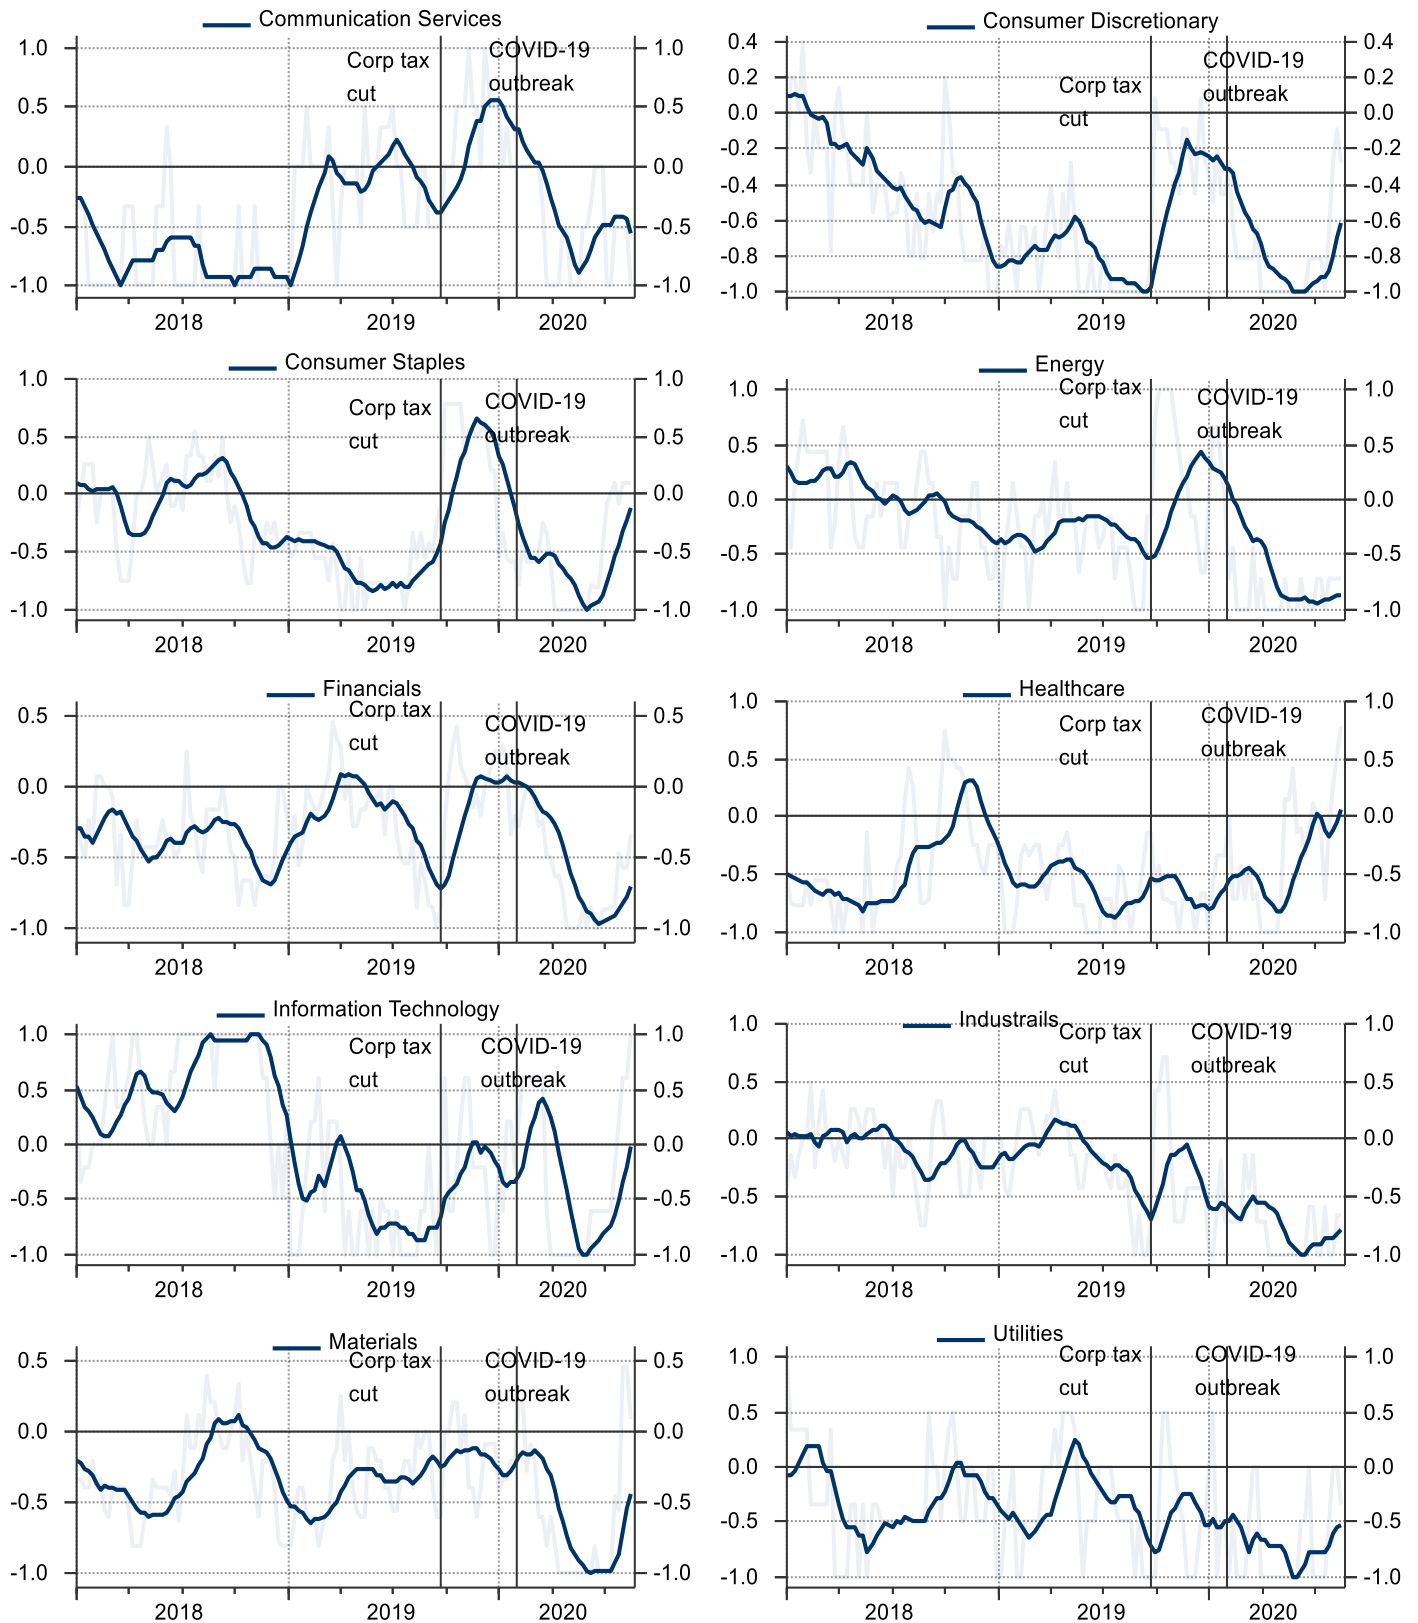 Communication Services
1.0
0.5
0.0
-0.5
-1.0
Corp tax
cut
COVID-19
outbreak
1.0
0.5
0.0
-0.5
-1.0
2018
2019
2020
Consumer Discretionary
0.4
0.2
0.0
-0.2
-0.4
-0.6
-0.8
-1.0
Corp tax
cut
COVID-19
outbreak
0.4
0.2
0.0
-0.2
-0.4
-0.6
-0.8
-1.0
2018
2019
2020
Consumer Staples
1.0
0.5
0.0
-0.5
-1.0
Corp tax
cut
COVID-19
outbreak
1.0
0.5
0.0
-0.5
-1.0
2018
2019
2020
Energy
1.0
0.5
0.0
-0.5
-1.0
Corp tax
cut
COVID-19
outbreak
1.0
0.5
0.0
-0.5
-1.0
2018
2019
2020
Financials
0.5
0.0
-0.5
-1.0
Corp tax
cut
COVID-19
outbreak
0.5
0.0
-0.5
-1.0
2018
2019
2020
Healthcare
1.0
0.5
0.0
-0.5
-1.0
Corp tax
cut
COVID-19
outbreak
1.0
0.5
0.0
-0.5
-1.0
2018
2019
2020
Information Technology
1.0
0.5
0.0
-0.5
-1.0
Corp tax
cut
COVID-19
outbreak
1.0
0.5
0.0
-0.5
-1.0
2018
2019
2020
Industrails
1.0
0.5
0.0
-0.5
-1.0
Corp tax
cut
COVID-19
outbreak
1.0
0.5
0.0
-0.5
-1.0
2018
2019
2020
Materials
0.5
0.0
-0.5
-1.0
Corp tax
cut
COVID-19
outbreak
0.5
0.0
-0.5
-1.0
2018
2019
2020
Utilities
1.0
0.5
0.0
-0.5
-1.0
Corp tax
cut
COVID-19
outbreak
1.0
0.5
0.0
-0.5
-1.0
2018
2019
2020